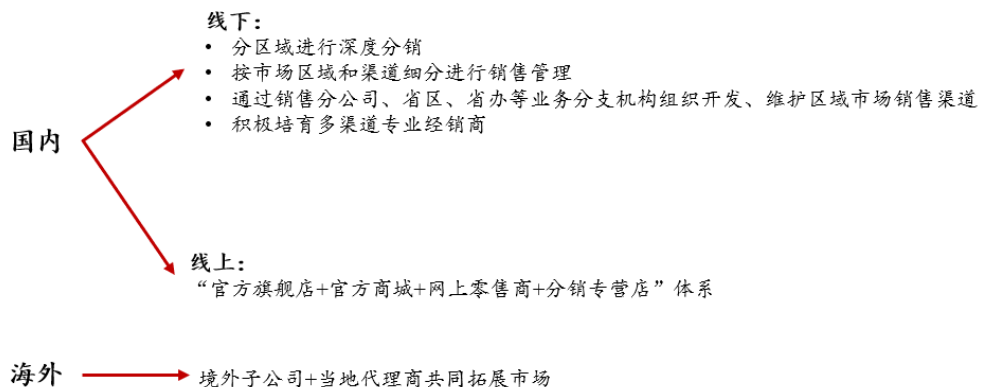 线下：
• 分区域进行深度分销
• 按市场区域和渠道细分进行销售管理
• 通过销售分公司、省区、省办等业务分支机构组织开发、维护区域市场销售渠道
• 积极培育多渠道专业经销商
国内
线上：
“官方旗舰店+官方商城+网上零售商+分销专营店”体系
海外
境外子公司+当地代理商共同拓展市场